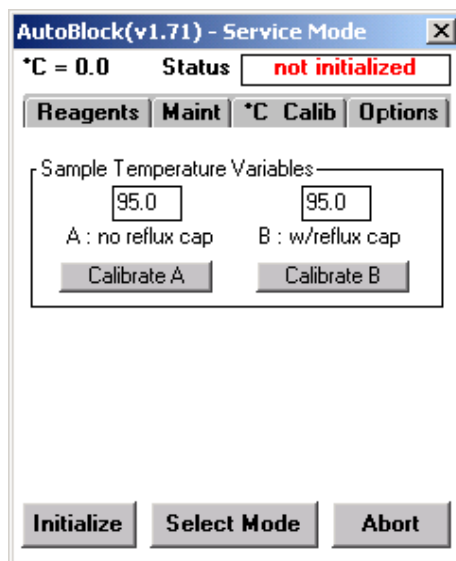 AutoBlock(v1.71) - Service Mode
°C = 0.0 Status not initialized
Reagents Maint °C Calib Options
Sample Temperature Variables
95.0 95.0
A : no reflux cap B : w/reflux cap
Calibrate A Calibrate B
Initialize Select Mode Abort